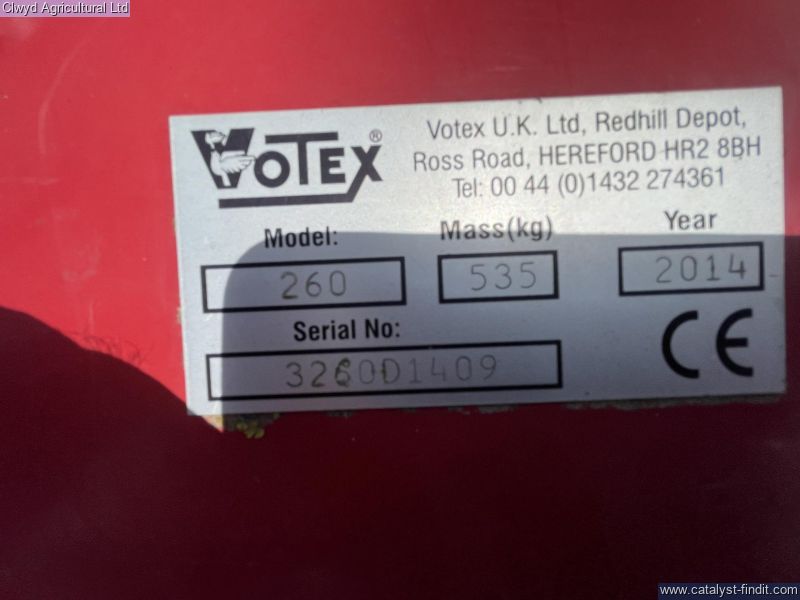 Clwyd Agricultural Ltd
VOTEX®
Votex U.K. Ltd, Redhill Depot,
Ross Road, HEREFORD HR2 8BH
Tel: 00 44 (0)1432 274361
Model: Mass(kg) Year
260 535 2014
Serial No:
3260D1409
CE
www.catalyst-findit.com